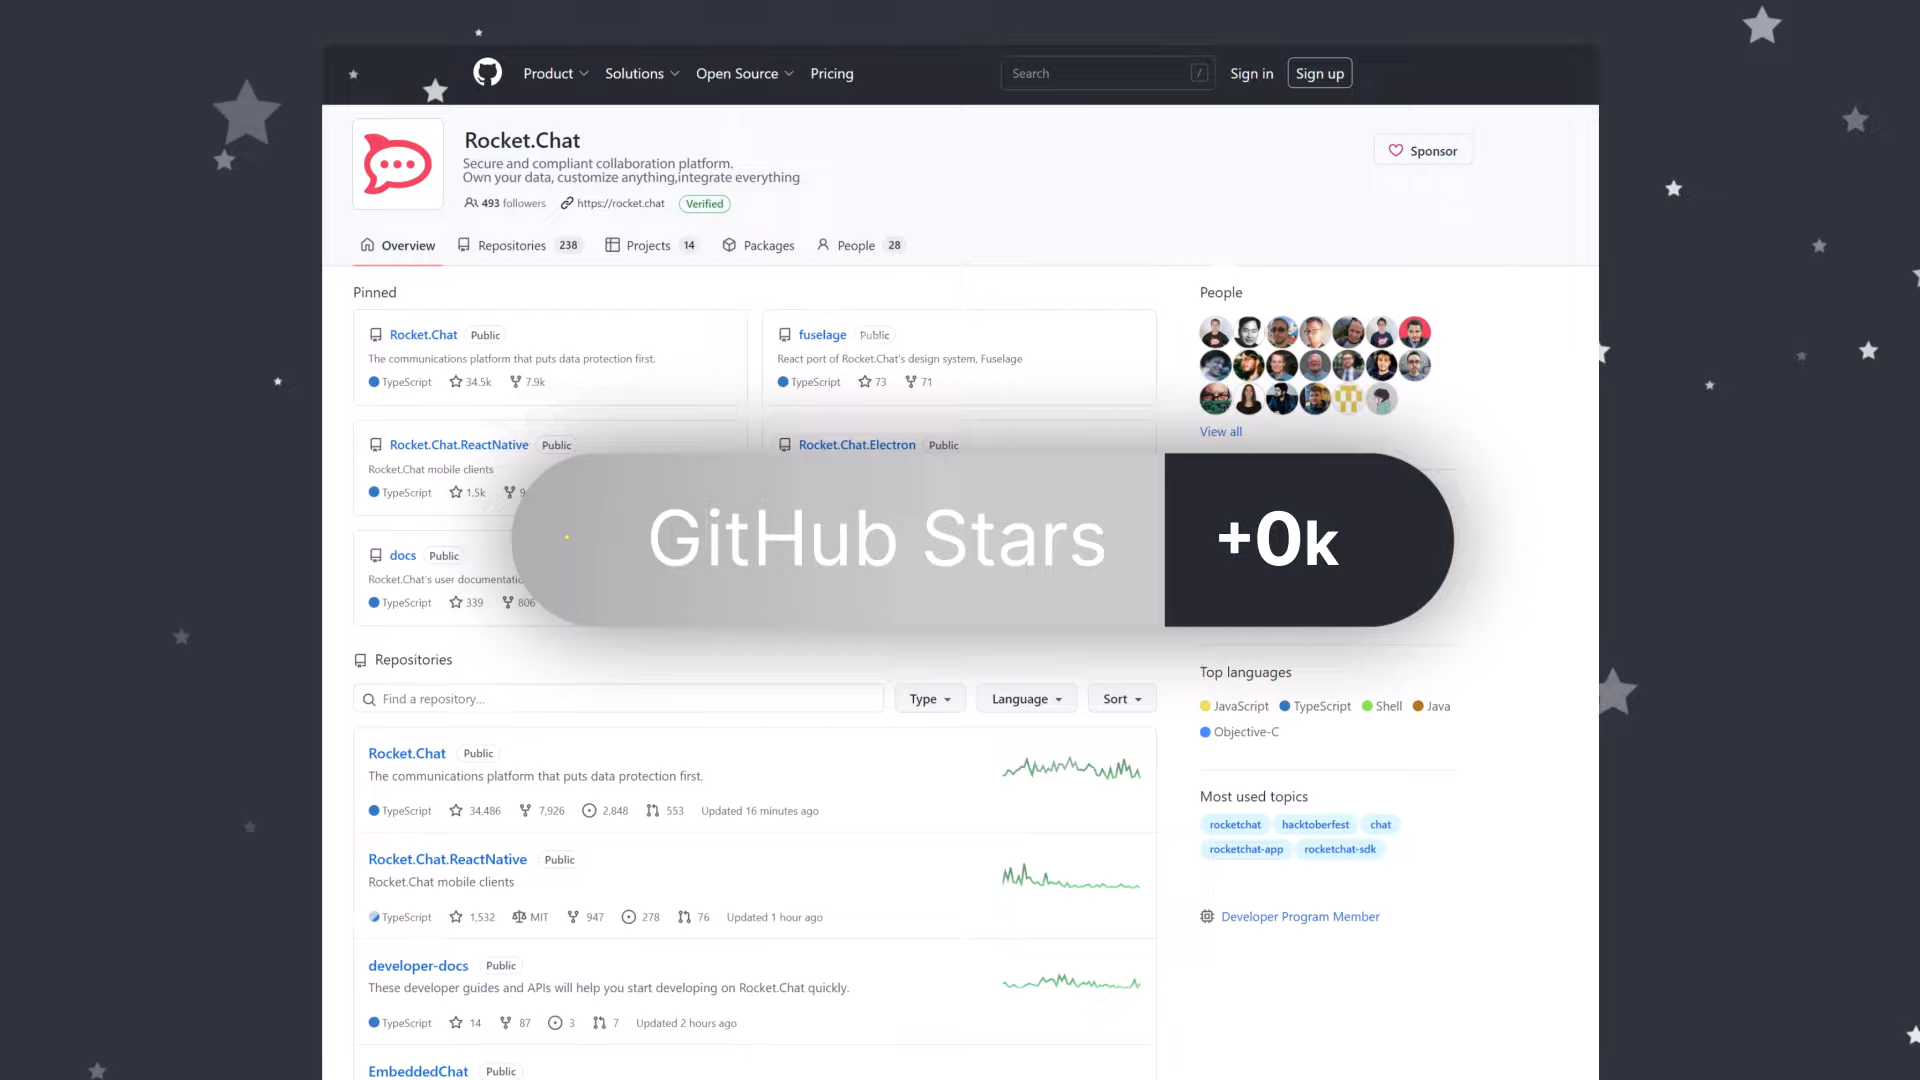 Product Solutions Open Source Pricing Search / Sign in Sign up
Rocket.Chat
Secure and compliant collaboration platform.
Own your data, customize anything,integrate everything
493 followers https://rocket.chat Verified
Sponsor
Overview Repositories 238 Projects 14 Packages People 28
Pinned
Rocket.Chat Public
The communications platform that puts data protection first.
TypeScript 34.5k 7.9k
fuselage Public
React port of Rocket.Chat's design system, Fuselage
TypeScript 73 71
Rocket.Chat.ReactNative Public
Rocket.Chat mobile clients
TypeScript 1.5k
Rocket.Chat.Electron Public
docs Public
Rocket.Chat's user
TypeScript 339 806
GitHub Stars +0k
People
View all
Repositories
Find a repository...
Type Language Sort
Rocket.Chat Public
The communications platform that puts data protection first.
TypeScript 34,486 7,926 2,848 553 Updated 16 minutes ago
Rocket.Chat.ReactNative Public
Rocket.Chat mobile clients
TypeScript 1,532 MIT 947 278 76 Updated 1 hour ago
developer-docs Public
These developer guides and APIs will help you start developing on Rocket.Chat quickly.
TypeScript 14 87 3 7 Updated 2 hours ago
EmbeddedChat Public
Top languages
JavaScript TypeScript Shell Java
Objective-C
Most used topics
rocketchat hacktoberfest chat
rocketchat-app rocketchat-sdk
Developer Program Member